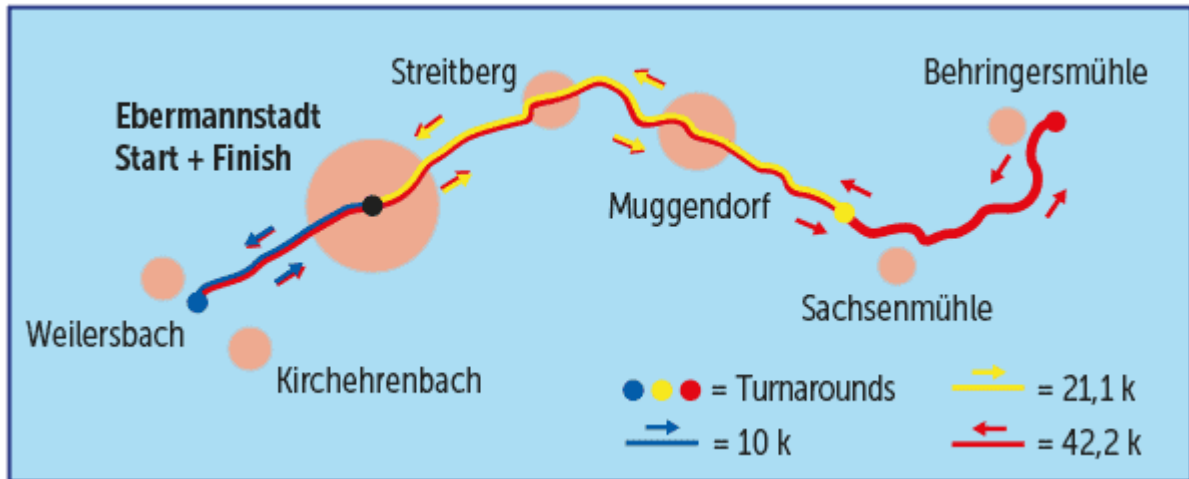 Streitberg
Behringersmühle
Ebermannstadt
Start + Finish
Muggendorf
Sachsenmühle
Weilersbach
Kirchehrenbach
= Turnarounds
= 21,1 k
= 10 k
= 42,2 k